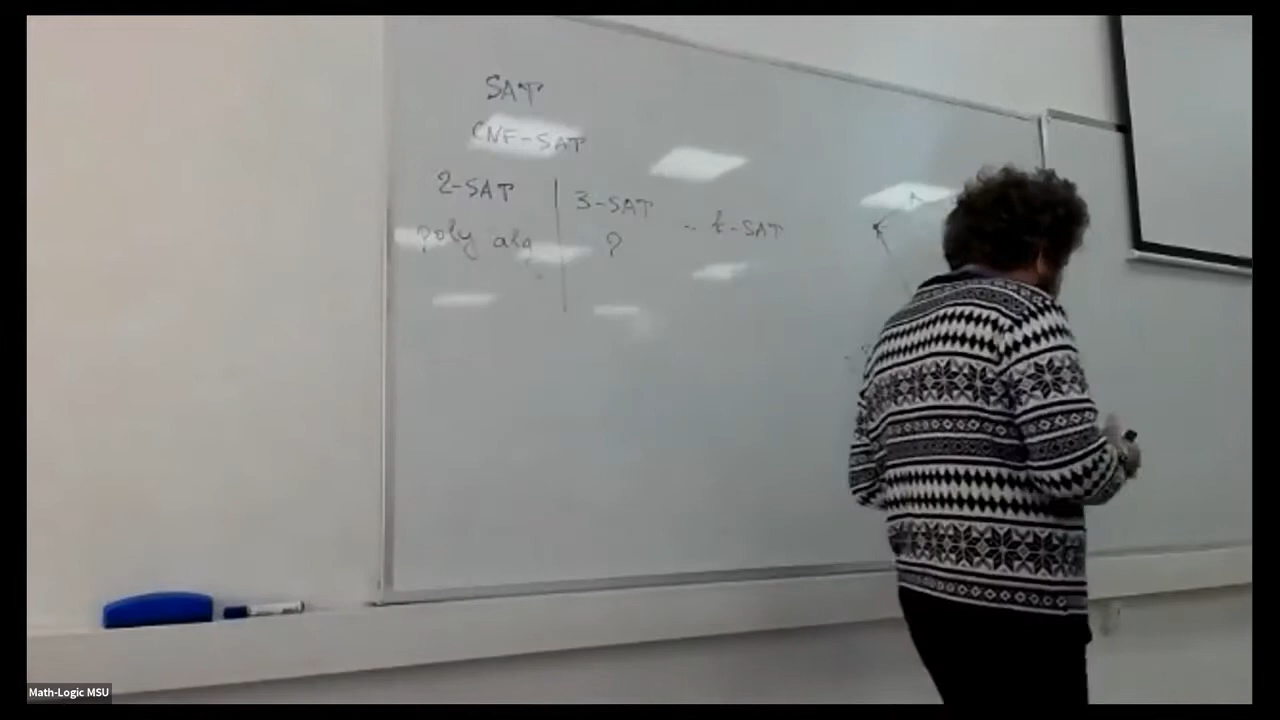 SAT
CNF-SAT
2-SAT | 3-SAT .. k-SAT
poly alg ?
Math-Logic MSU